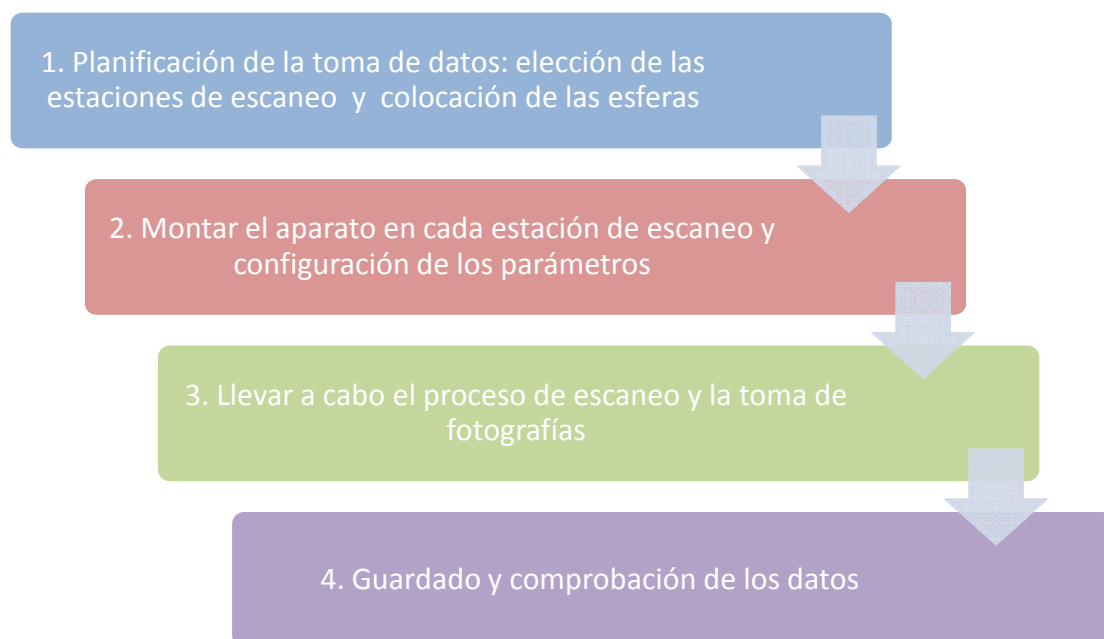 1. Planificación de la toma de datos: elección de las
estaciones de escaneo y colocación de las esferas
2. Montar el aparato en cada estación de escaneo y
configuración de los parámetros
3. Llevar a cabo el proceso de escaneo y la toma de
fotografías
4. Guardado y comprobación de los datos